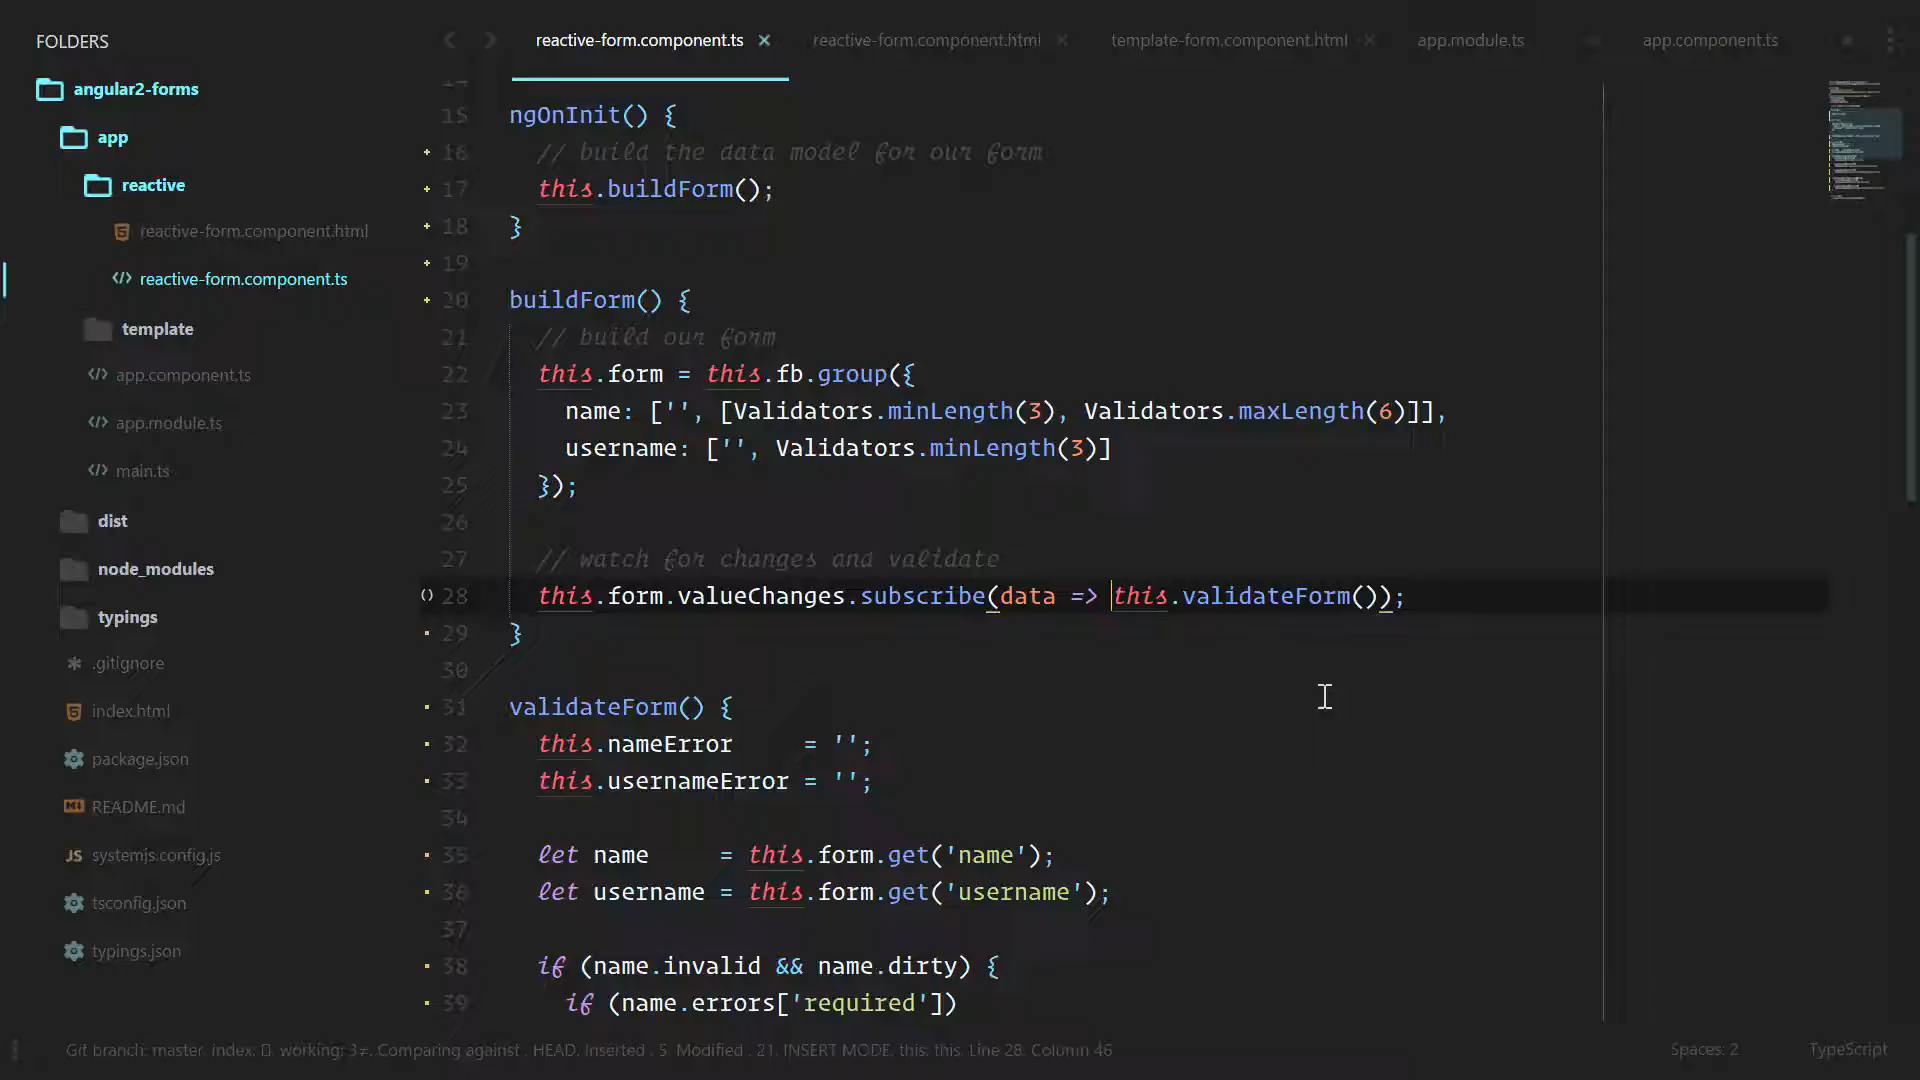 FOLDERS
angular2-forms
app
reactive
reactive-form.component.html
reactive-form.component.ts
template
app.component.ts
app.module.ts
main.ts
dist
node_modules
typings
.gitignore
index.html
package.json
README.md
JS systemjs.config.js
tsconfig.json
typings.json
reactive-form.component.ts
reactive-form.component.html
template-form.component.html
app.module.ts
app.component.ts
15 ngOnInit() {
16 // build the data model for our form
17 this.buildForm();
18 }
19
20 buildForm() {
21 // build our form
22 this.form = this.fb.group({
23 name: ['', [Validators.minLength(3), Validators.maxLength(6)]],
24 username: ['', Validators.minLength(3)]
25 });
26
27 // watch for changes and validate
28 this.form.valueChanges.subscribe(data => this.validateForm());
29 }
30
31 validateForm() {
32 this.nameError = '';
33 this.usernameError = '';
34
35 let name = this.form.get('name');
36 let username = this.form.get('username');
37
38 if (name.invalid && name.dirty) {
39 if (name.errors['required'])
Git branch: master, index: working: 3≠, Comparing against , HEAD, Inserted , 5, Modified , 21, INSERT MODE, this: this, Line 28, Column 46
Spaces: 2
TypeScript